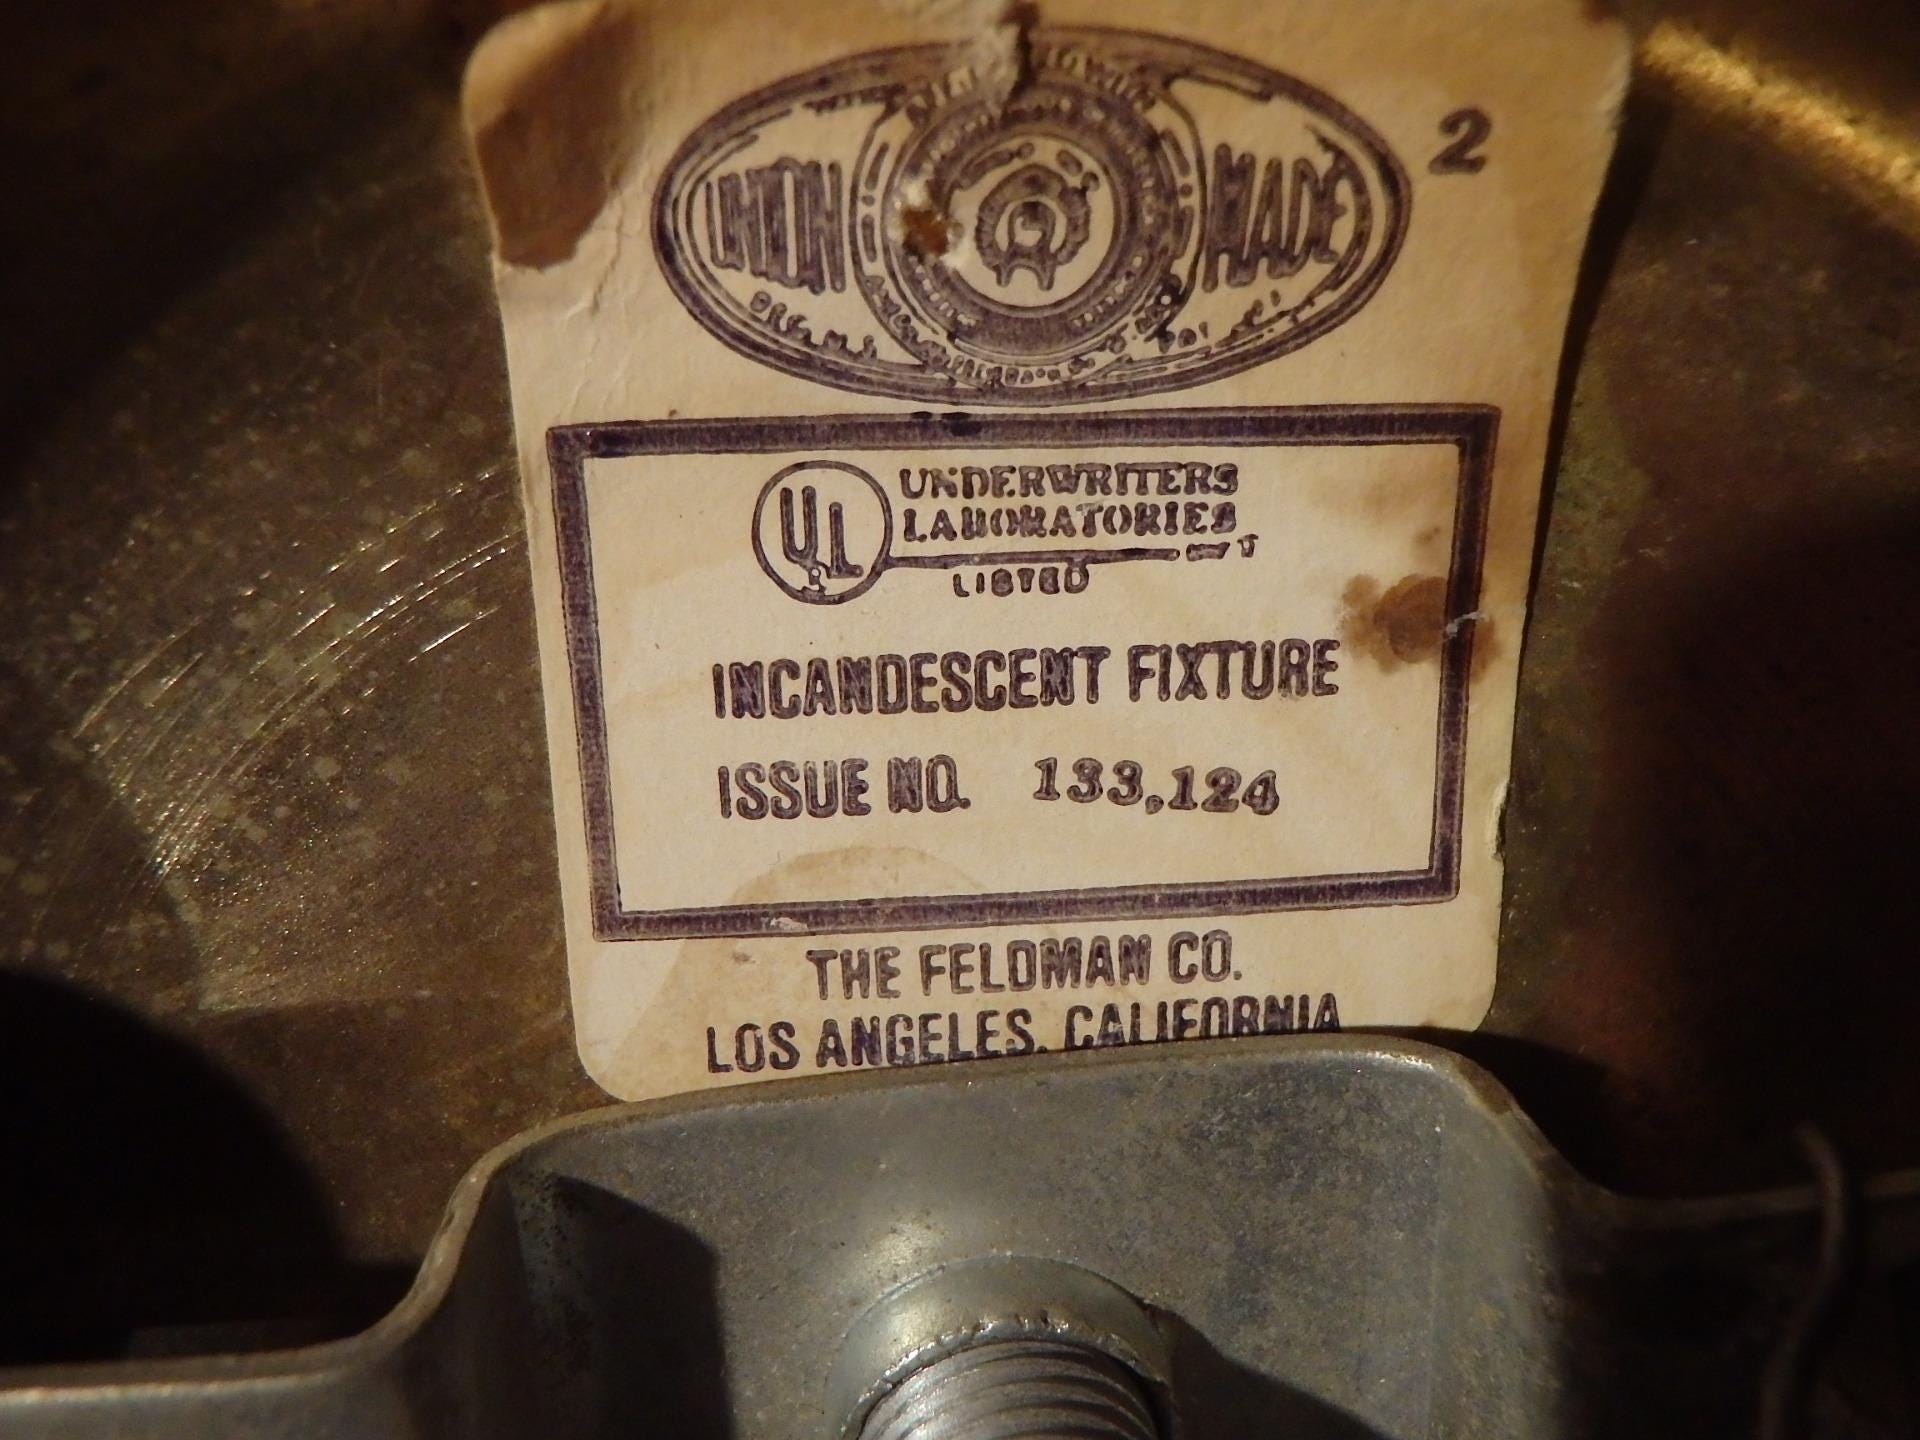 UNION MADE
2
UL
UNDERWRITERS
LABORATORIES
LISTED
INCANDESCENT FIXTURE
ISSUE NO. 133,124
THE FELDMAN CO.
LOS ANGELES, CALIFORNIA